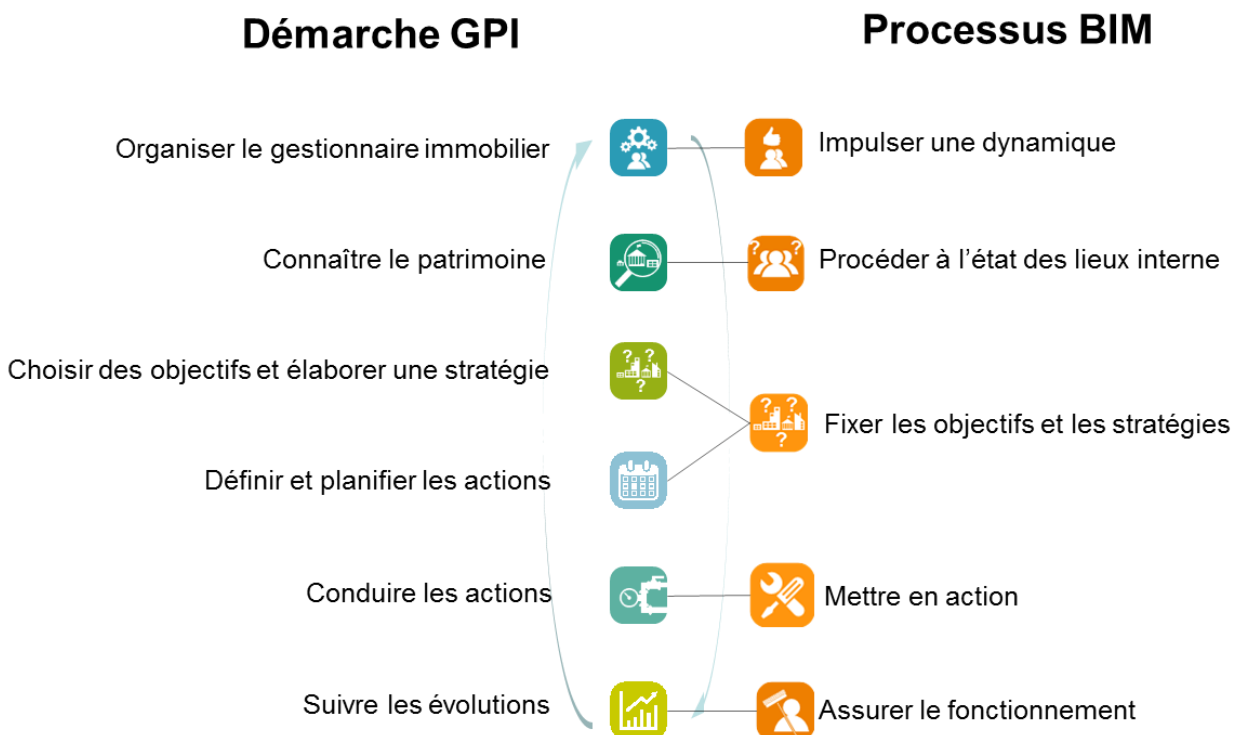 Démarche GPI
Processus BIM
Organiser le gestionnaire immobilier
Impulser une dynamique
Connaître le patrimoine
? ?
Procéder à l'état des lieux interne
Choisir des objectifs et élaborer une stratégie
? ?
?
? ?
?
Fixer les objectifs et les stratégies
Définir et planifier les actions
Conduire les actions
Mettre en action
Suivre les évolutions
Assurer le fonctionnement